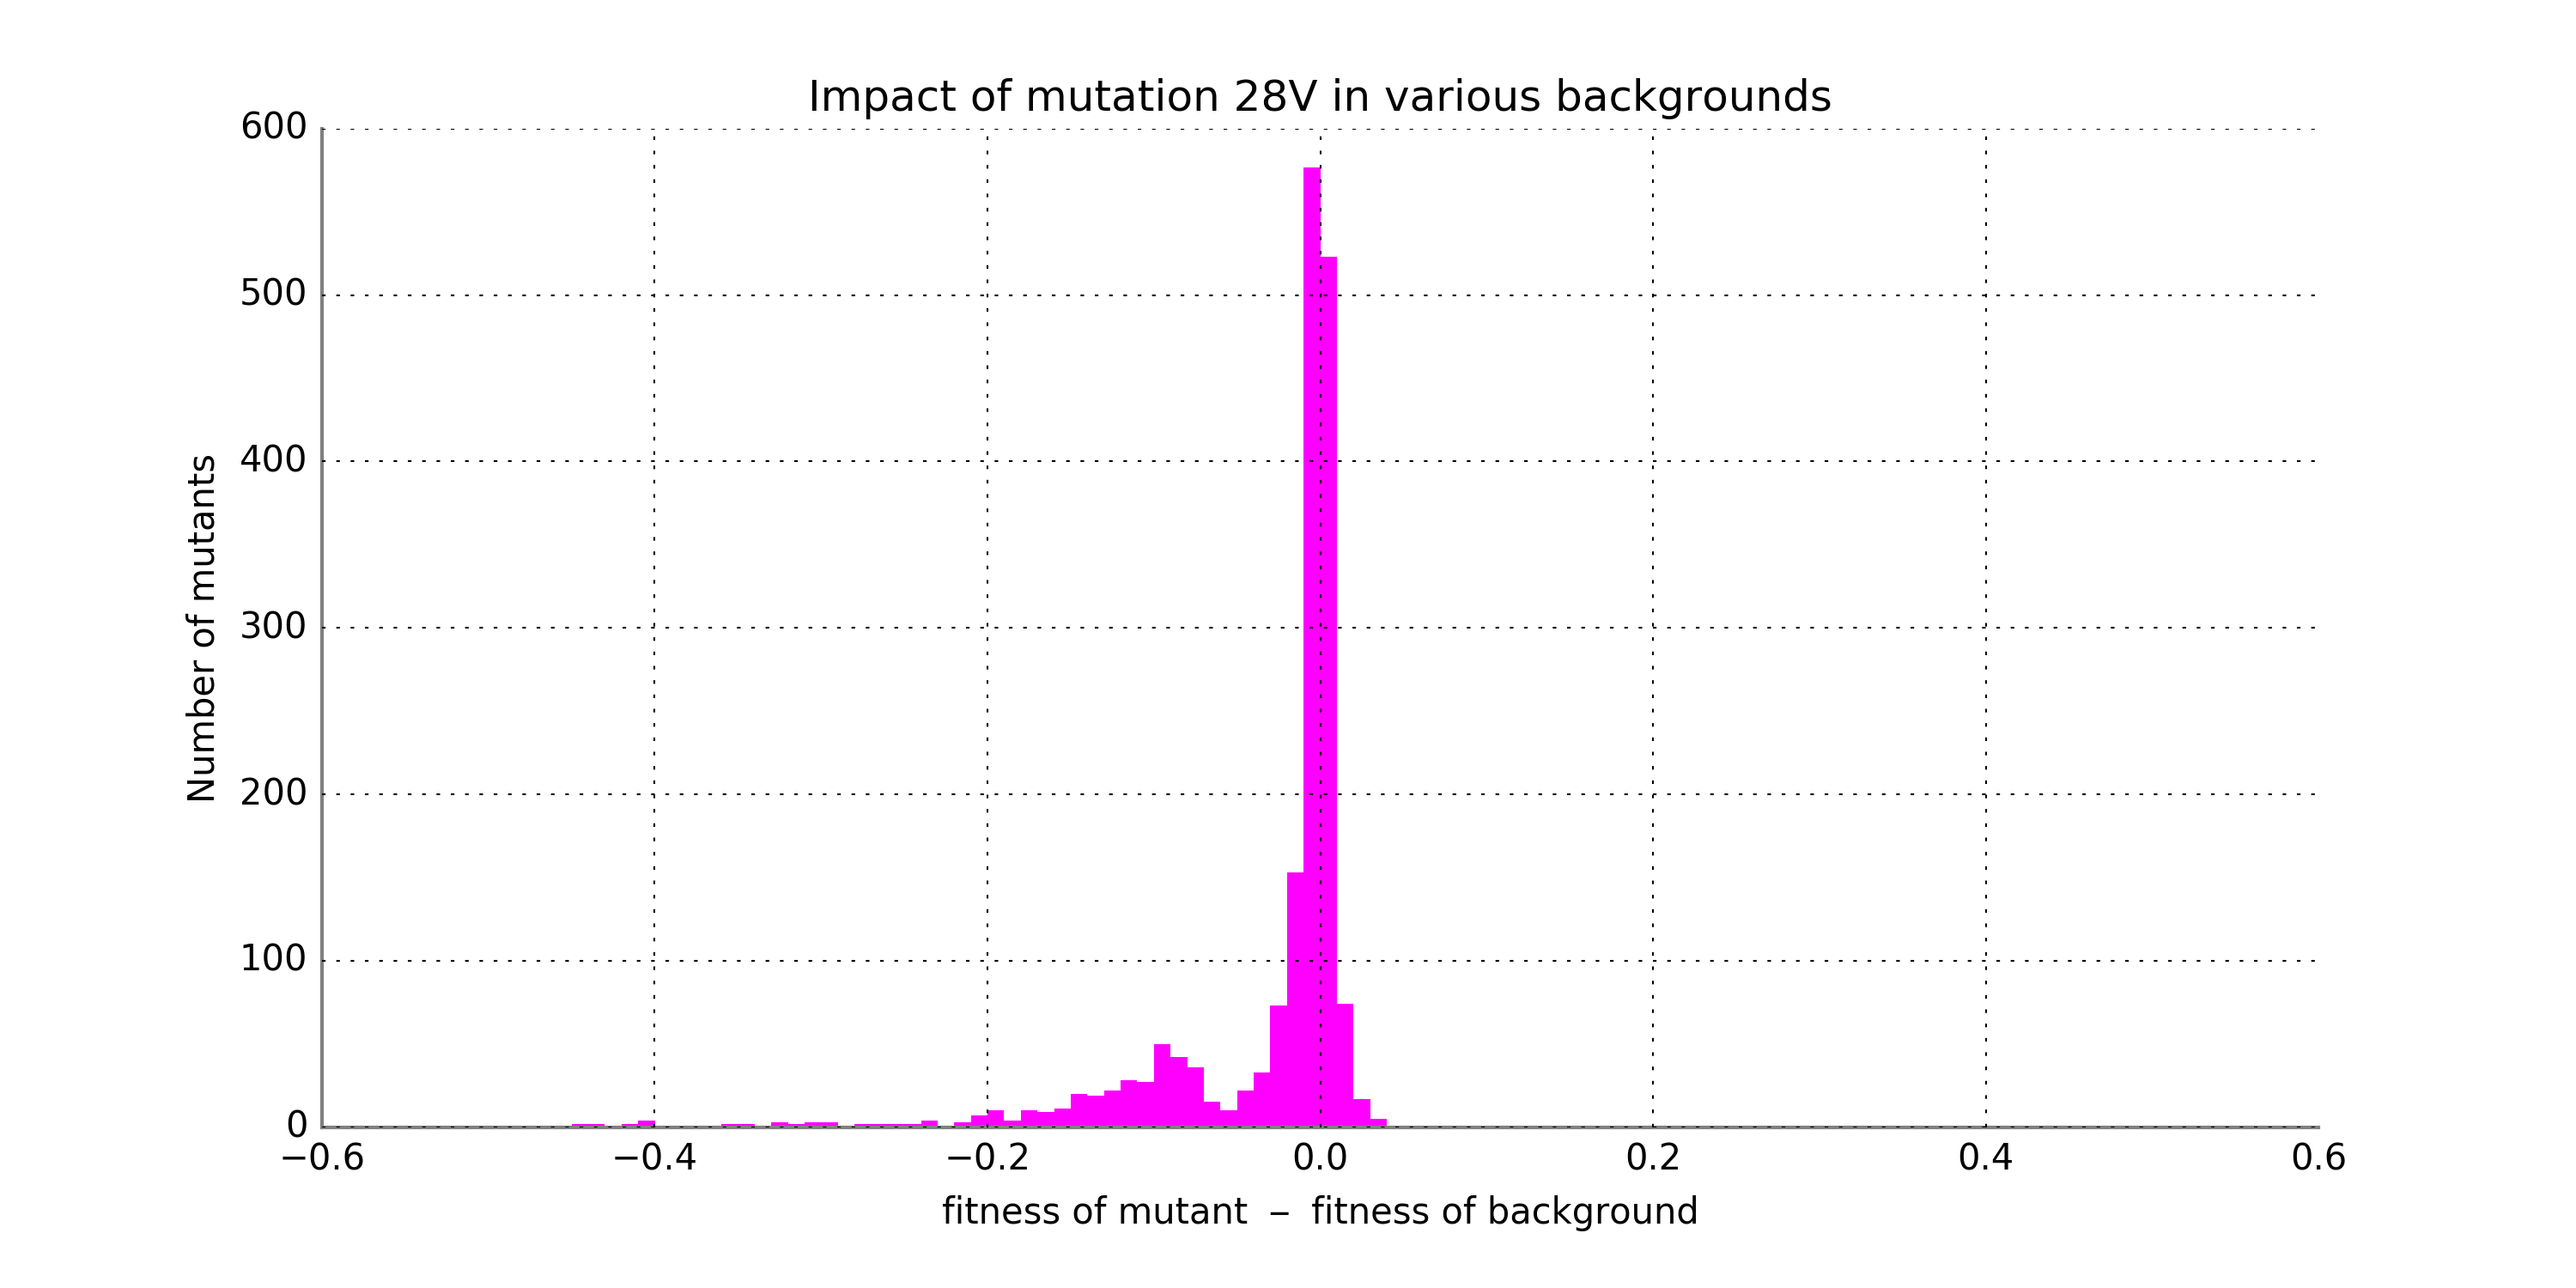 Impact of mutation 28V in various backgrounds
600
500
400
300
200
100
0
Number of mutants
−0.6 −0.4 −0.2 0.0 0.2 0.4 0.6
fitness of mutant − fitness of background